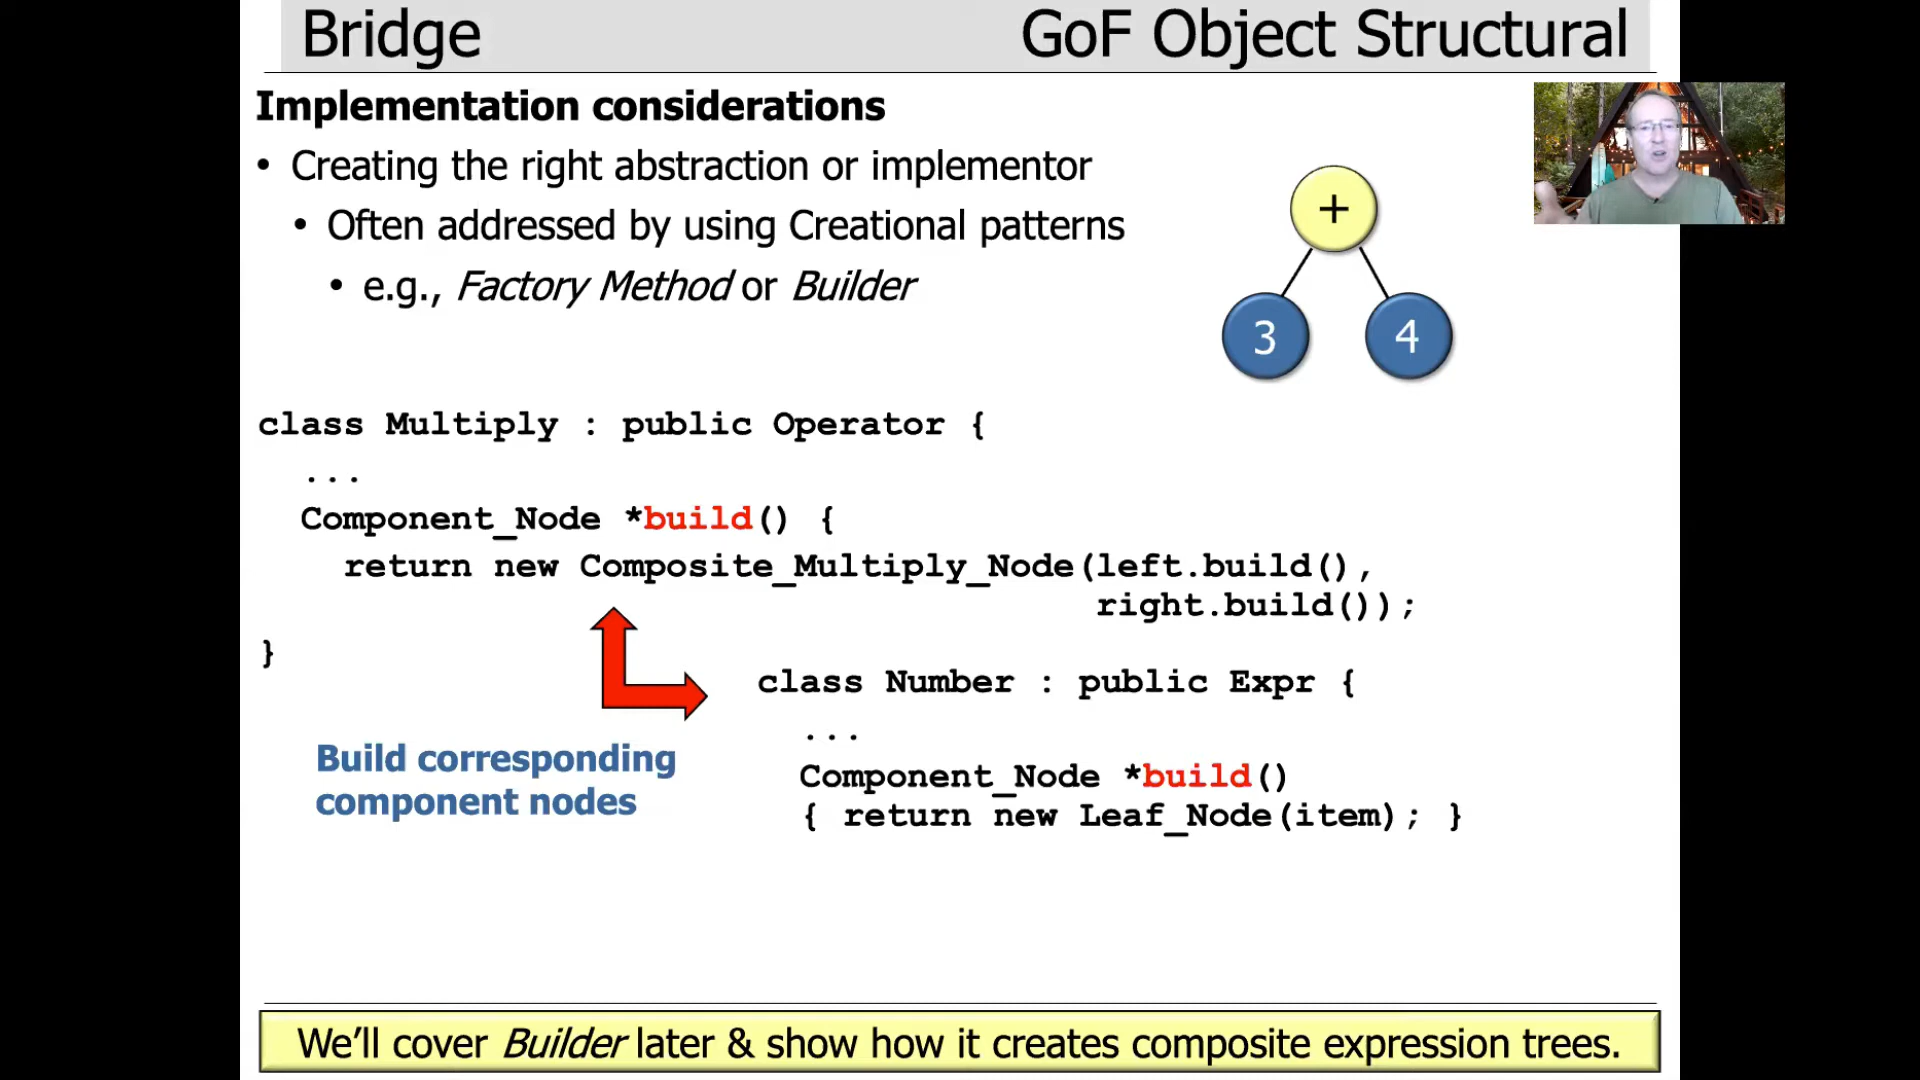 Bridge GoF Object Structural
Implementation considerations
• Creating the right abstraction or implementor
• Often addressed by using Creational patterns
• e.g., Factory Method or Builder
+
3 4
class Multiply : public Operator {
...
Component_Node *build() {
return new Composite_Multiply_Node(left.build(),
right.build());
}
class Number : public Expr {
...
Component_Node *build()
{ return new Leaf_Node(item); }
Build corresponding
component nodes
We'll cover Builder later & show how it creates composite expression trees.